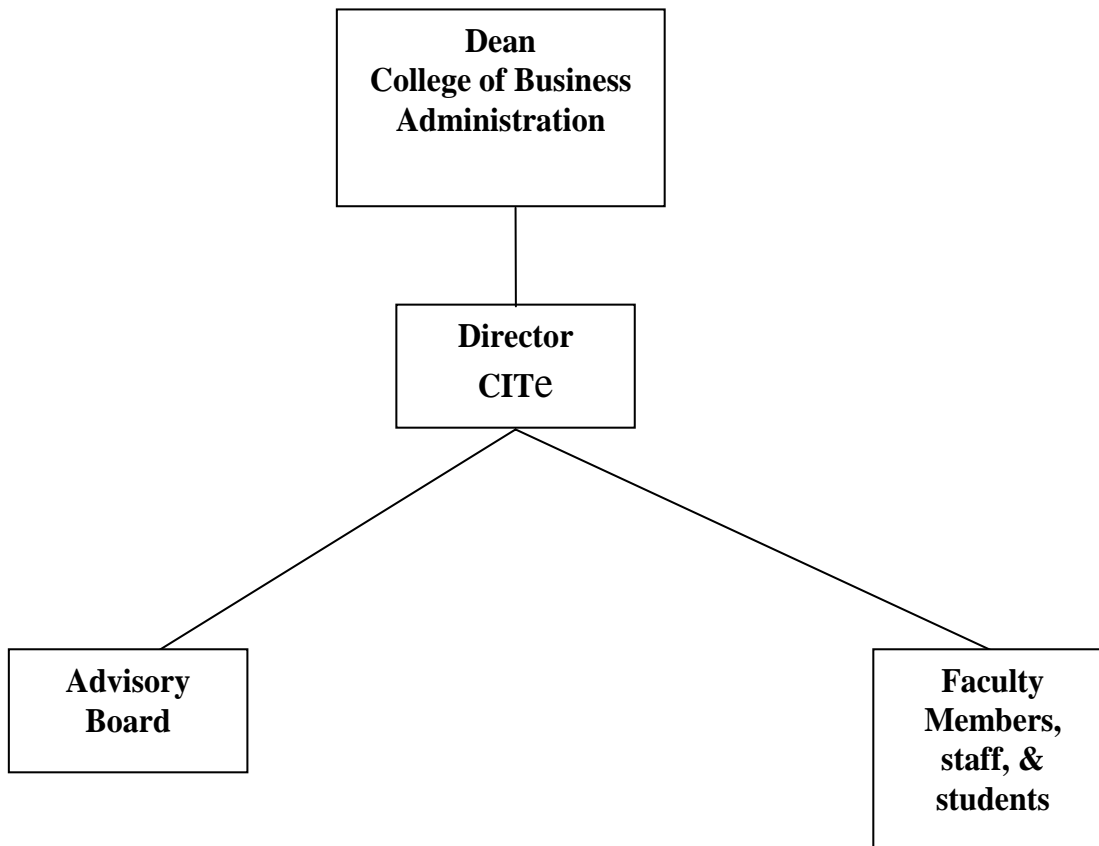 Dean
College of Business
Administration
Director
CITe
Advisory
Board
Faculty
Members,
staff, &
students